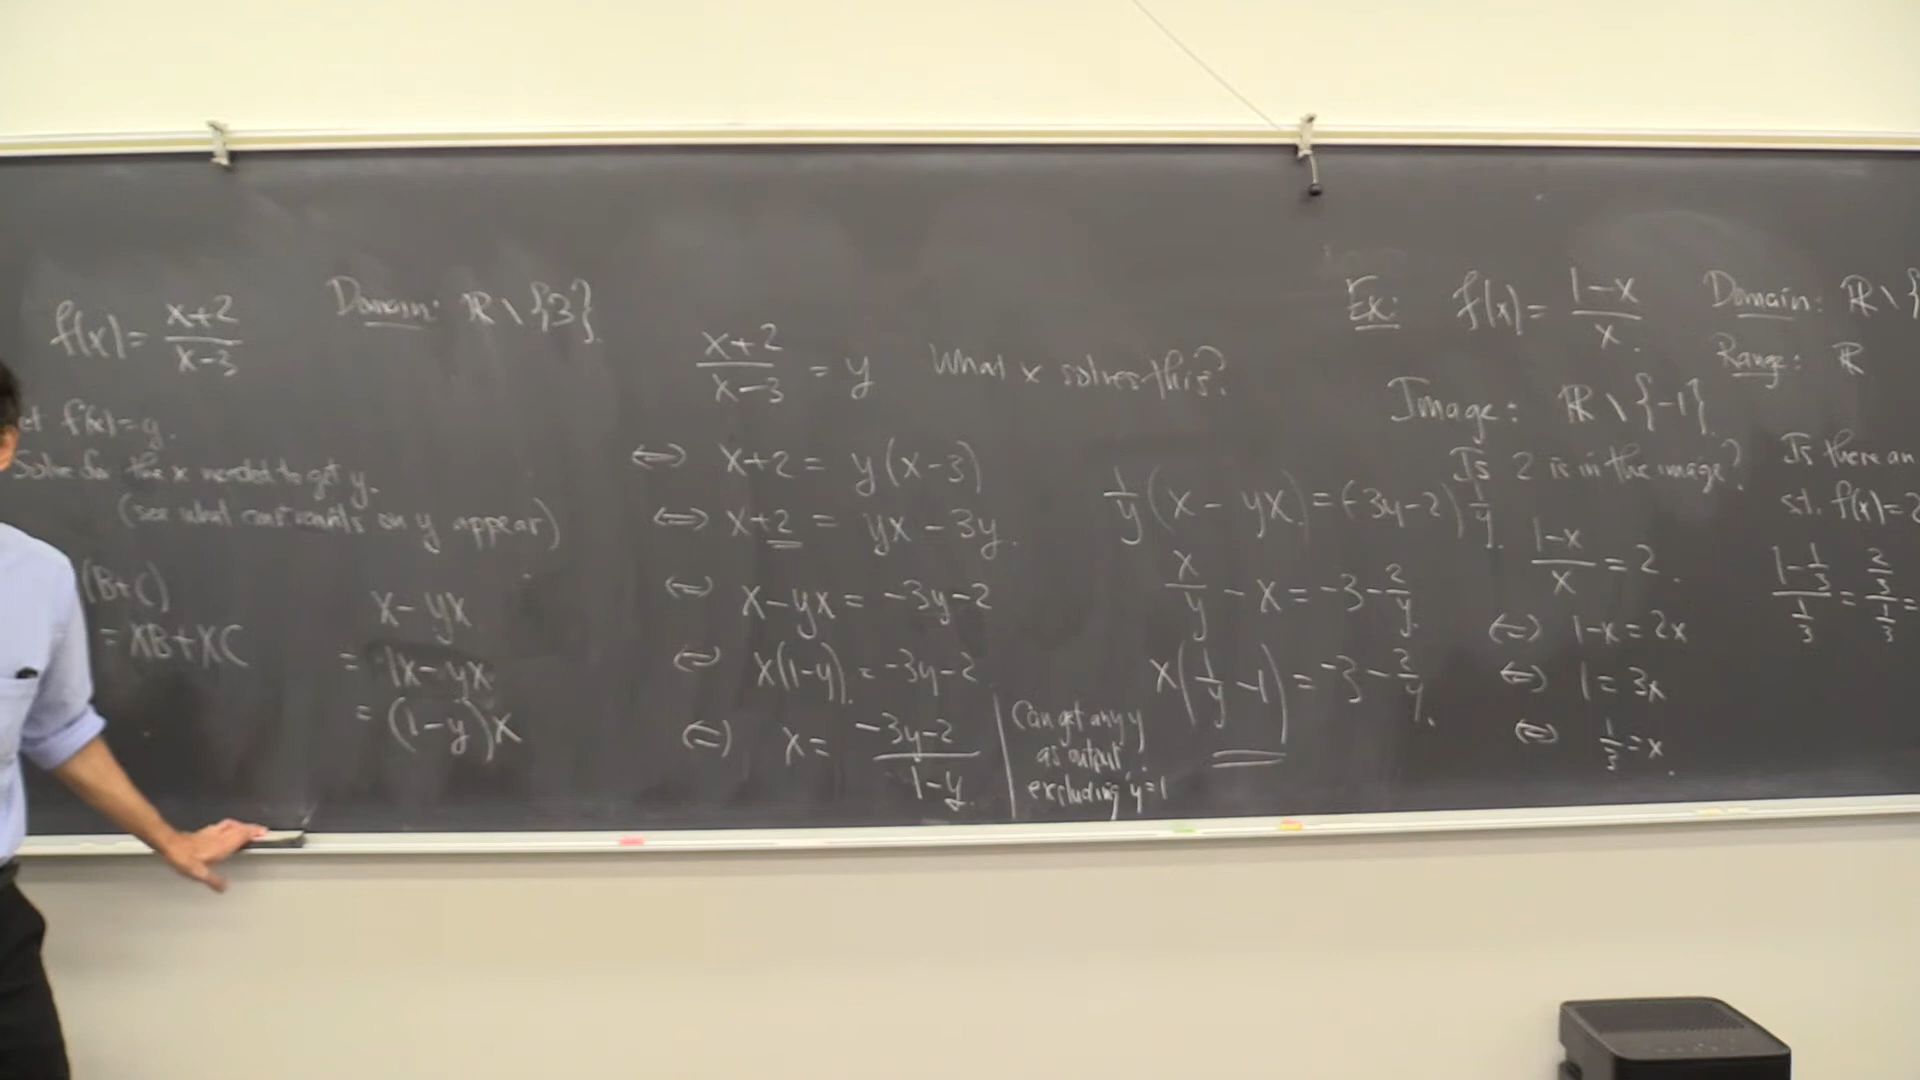 f(x) = x+2 / x-3
Domain: ℝ \ {3}
et f(x) = y.
Solve for the x needed to get y.
(see what constraints on y appear)
(B+C)
= XB+XC
x - yx
= 1x - yx
= (1-y)x
x+2 / x-3 = y What x solves this?
⇔ x+2 = y(x-3)
⇔ x+2 = yx - 3y.
⇔ x-yx = -3y-2
⇔ x(1-y) = -3y-2
⇔ x = -3y-2 / 1-y.
Can get any y
as output
excluding y=1
1/y (x - yx) = (-3y-2) 1/y.
x/y - x = -3 - 2/y.
x(1/y - 1) = -3 - 2/y.
Ex: f(x) = 1-x / x.
Domain: ℝ \ {
Range: ℝ
Image: ℝ \ {-1}
Is 2 is in the image?
1-x / x = 2.
⇔ 1-x = 2x
⇔ 1 = 3x
⇔ 1/3 = x.
Is there an
st. f(x) = 2
1 - 1/3 / 1/3 = 2/3 / 1/3 =